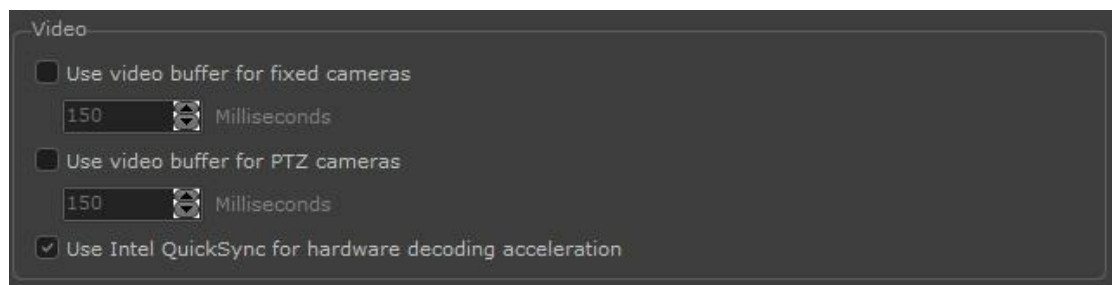 Video
Use video buffer for fixed cameras
150 Milliseconds
Use video buffer for PTZ cameras
150 Milliseconds
Use Intel QuickSync for hardware decoding acceleration